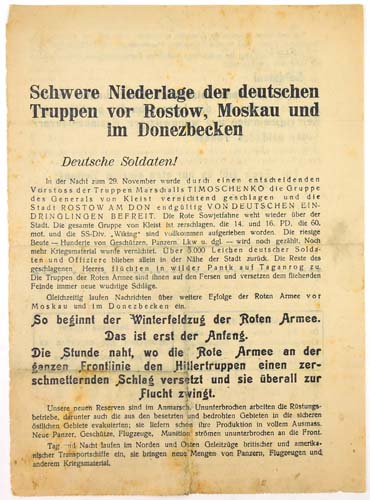 Schwere Niederlage der deutschen
Truppen vor Rostow, Moskau und
im Donezbecken
Deutsche Soldaten!
In der Nacht zum 29. November wurde durch einen entscheidenden
Vorstoss der Truppen Marschalls TIMOSCHENKO die Gruppe
des Generals von Kleist vernichtend geschlagen und die
Stadt ROSTOW AM DON endgültig VON DEUTSCHEN EIN-
DRINGLINGEN BEFREIT. Die Rote Sowjetfahne weht wieder über der
Stadt. Die gesamte Gruppe von Kleist ist zerschlagen, die 14. und 16. PD, die 60.
mot. und die SS-Div. „Wiking" sind vollkommen aufgerieben worden. Die riesige
Beute — Hunderte von Geschützen, Panzern, Lkw u. dgl. — wird noch gezählt. Noch
mehr Kriegsmaterial wurde vernichtet. Über 5.000 Leichen deutscher Solda-
ten und Offiziere blieben allein in der Nähe der Stadt zurück. Die Reste des
geschlagenen Heeres flüchten in wilder Panik auf Taganrog zu.
Die Truppen der Roten Armee sind ihnen auf den Fersen und versetzen dem fliehenden
Feinde immer neue wuchtige Schläge.
Gleichzeitig laufen Nachrichten über weitere Erfolge der Roten Armee vor
Moskau und im Donezbecken ein.
So beginnt der Winterfeldzug der Roten Armee.
Das ist erst der Anfang.
Die Stunde naht, wo die Rote Armee an der
ganzen Frontlinie den Hitlertruppen einen zer-
schmetternden Schlag versetzt und sie überall zur
Flucht zwingt.
Unsere neuen Reserven sind im Anmarsch. Ununterbrochen arbeiten die Rüstungs-
betriebe, darunter auch die aus den besetzten und bedrohten Gebieten in die sicheren
östlichen Gebiete evakuierten; sie liefern schon ihre Produktion in vollem Ausmass.
Neue Panzer, Geschütze, Flugzeuge, Munition strömen ununterbrochen an die Front.
Tag und Nacht laufen im Norden und Osten Geleitzüge britischer und amerika-
nischer Transportschiffe ein, sie bringen neue Mengen von Panzern, Flugzeugen und
anderem Kriegsmaterial.